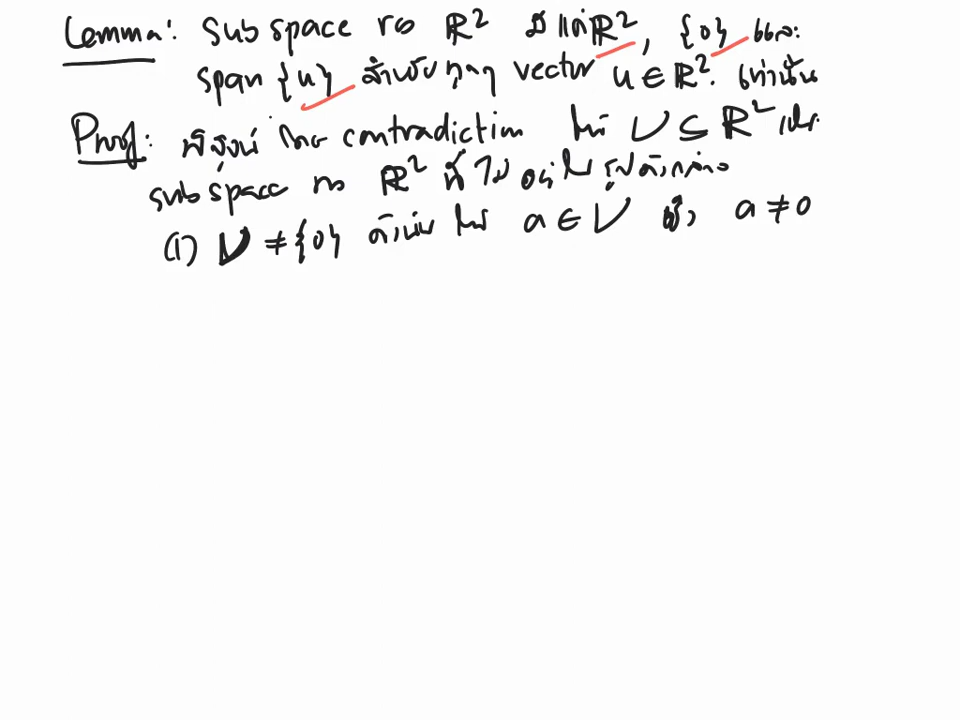 Lemma: subspace ของ ℝ² มีแค่ ℝ², {0} และ
span {u} สำหรับทุกๆ vector u ∈ ℝ². เท่านั้น
Proof: พิสูจน์โดย contradiction ให้ V ⊆ ℝ² เป็น
subspace ของ ℝ² ที่ไม่อยู่ในรูปดังกล่าว
(1) V ≠ {0} ดังนั้น ให้ a ∈ V ซึ่ง a ≠ 0